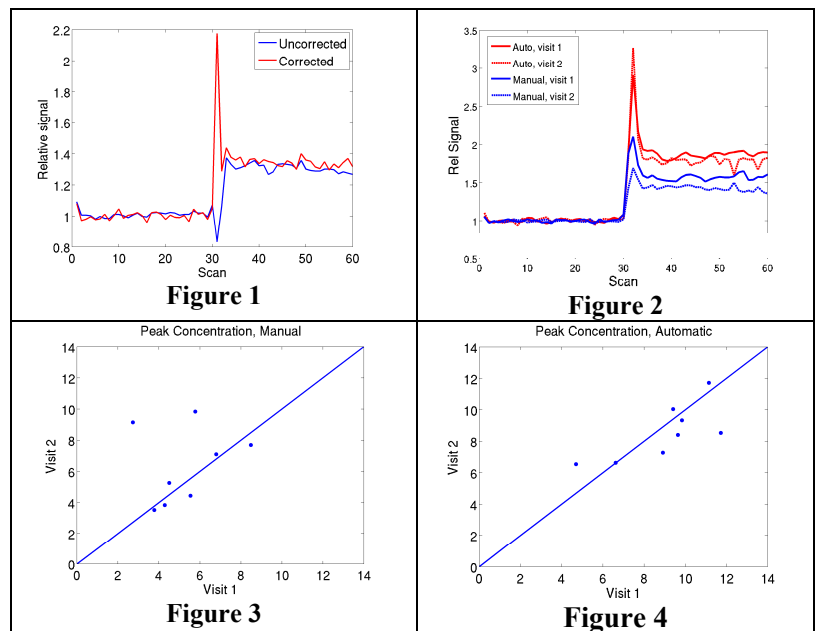 2.2
2
1.8
1.6
1.4
1.2
1
0.8
Relative signal
Uncorrected
Corrected
0 10 20 30 40 50 60
Scan
Figure 1
3.5
3
2.5
2
1.5
1
0.5
Rel Signal
Auto, visit 1
Auto, visit 2
Manual, visit 1
Manual, visit 2
0 10 20 30 40 50 60
Scan
Figure 2
Peak Concentration, Manual
14
12
10
8
6
4
2
0
Visit 2
0 2 4 6 8 10 12 14
Visit 1
Figure 3
Peak Concentration, Automatic
14
12
10
8
6
4
2
0
Visit 2
0 2 4 6 8 10 12 14
Visit 1
Figure 4